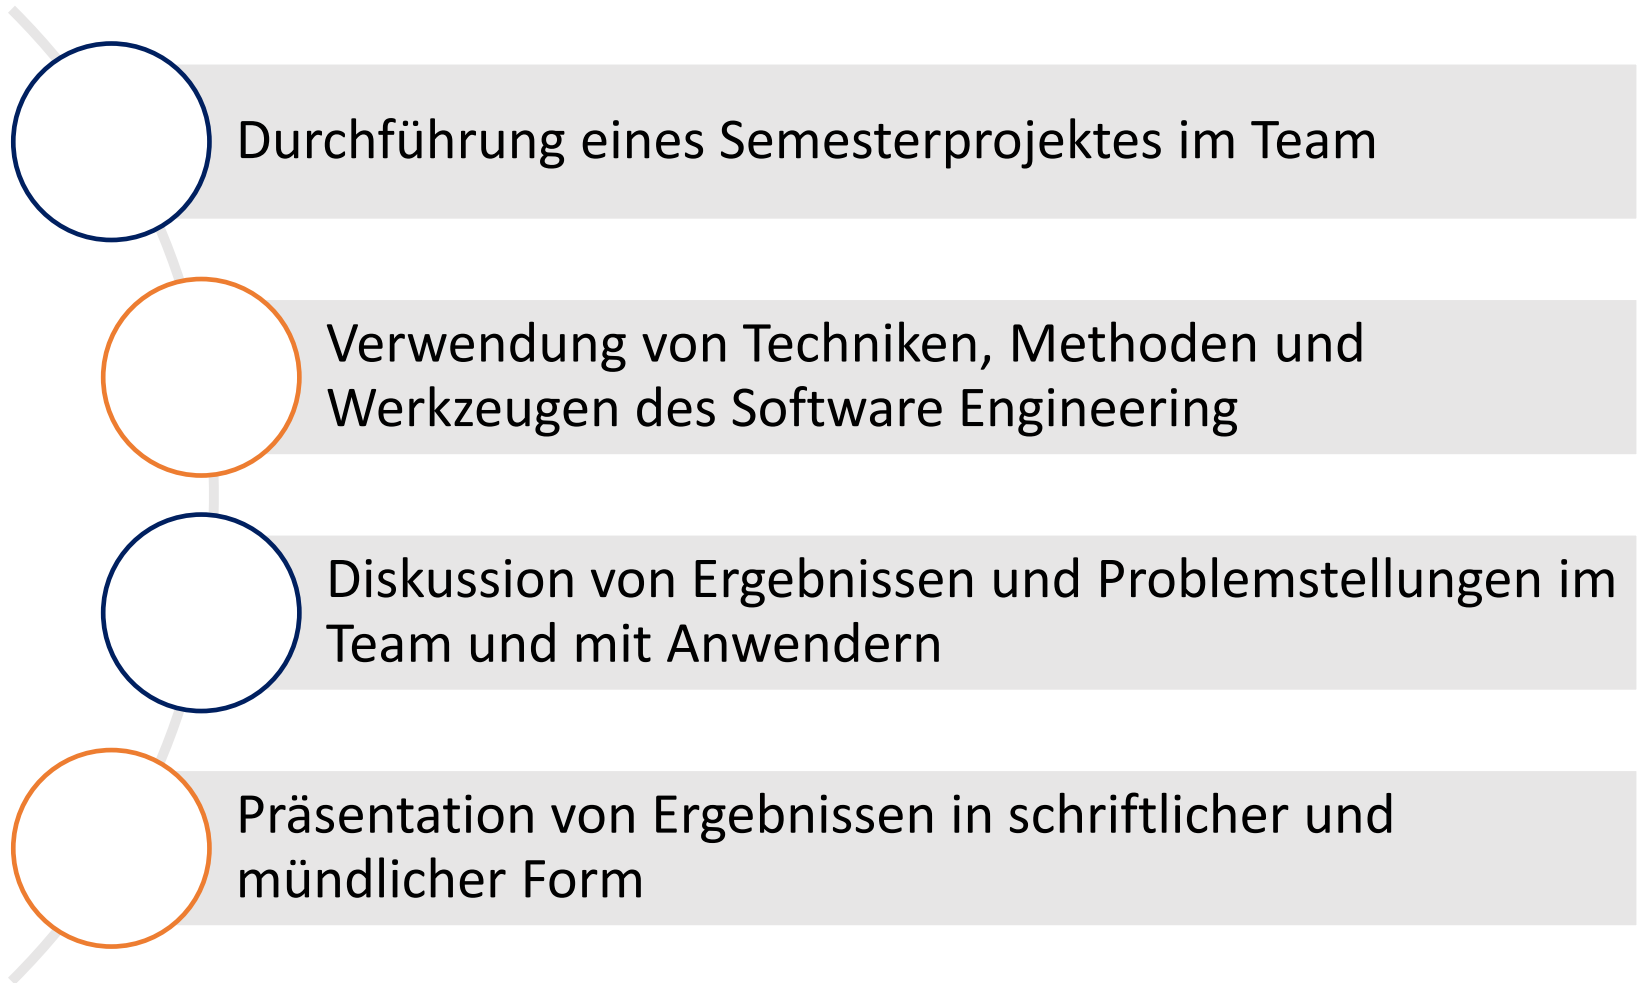 Durchführung eines Semesterprojektes im Team
Verwendung von Techniken, Methoden und
Werkzeugen des Software Engineering
Diskussion von Ergebnissen und Problemstellungen im
Team und mit Anwendern
Präsentation von Ergebnissen in schriftlicher und
mündlicher Form